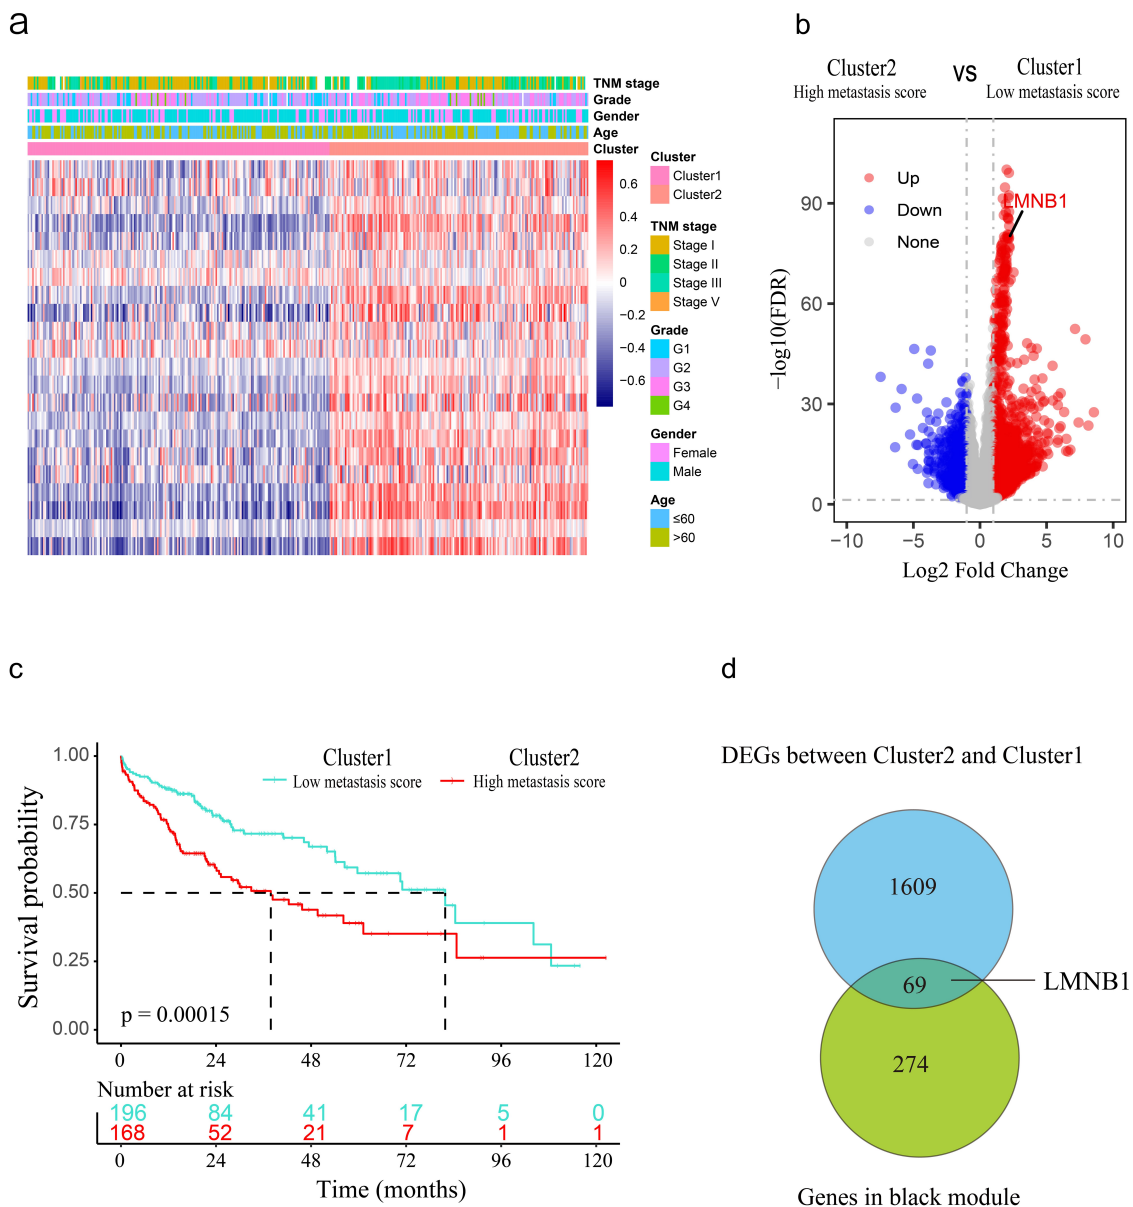 a
TNM stage
Grade
Gender
Age
Cluster
0.6
0.4
0.2
0
−0.2
−0.4
−0.6
Cluster
Cluster1
Cluster2
TNM stage
Stage I
Stage II
Stage III
Stage V
Grade
G1
G2
G3
G4
Gender
Female
Male
Age
≤60
>60
b
Cluster2 vs Cluster1
High metastasis score Low metastasis score
Up
Down
None
LMNB1
90
60
30
0
−log10(FDR)
−10 −5 0 5 10
Log2 Fold Change
c
Cluster1 Cluster2
Low metastasis score High metastasis score
1.00
0.75
0.50
0.25
0.00
Survival probability
p = 0.00015
0 24 48 72 96 120
Number at risk
196 84 41 17 5 0
168 52 21 7 1 1
0 24 48 72 96 120
Time (months)
d
DEGs between Cluster2 and Cluster1
1609
69
LMNB1
274
Genes in black module